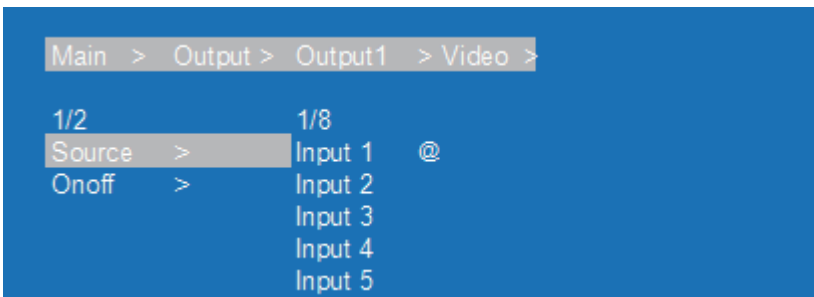 Main > Output > Output1 > Video >
1/2 1/8
Source > Input 1 @
Onoff > Input 2
Input 3
Input 4
Input 5